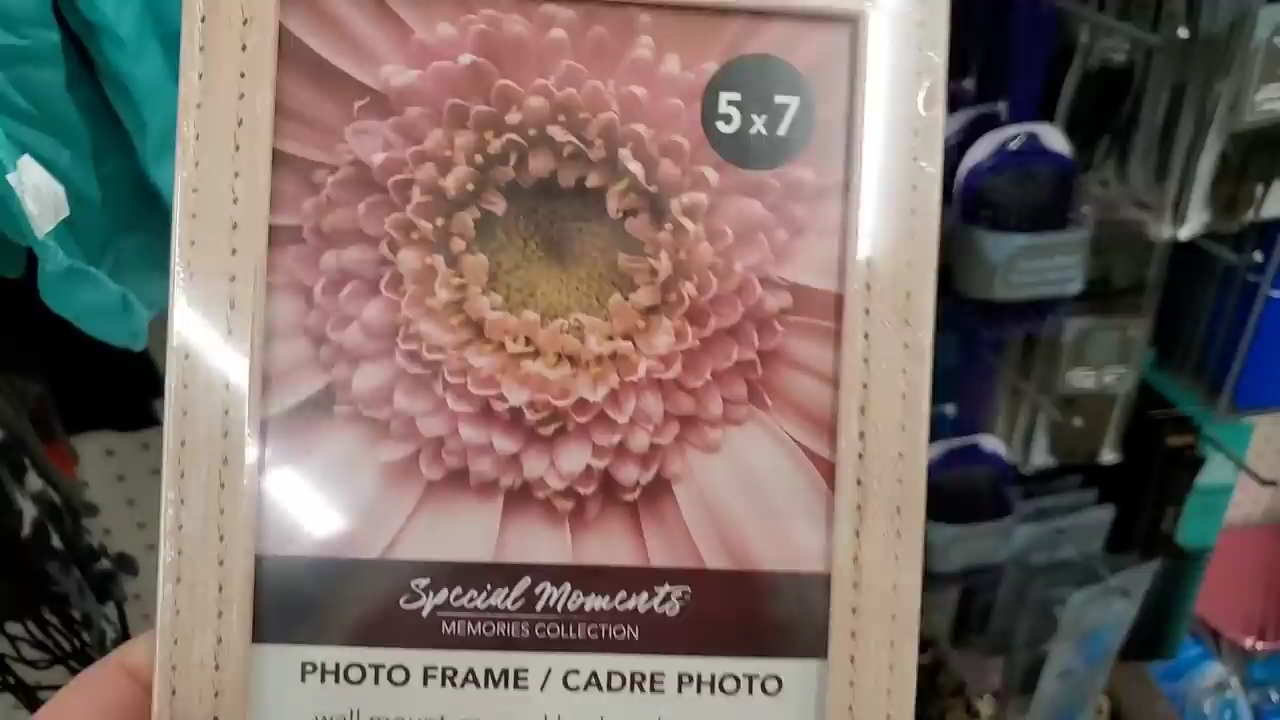 5x7
Special Moments
MEMORIES COLLECTION
PHOTO FRAME / CADRE PHOTO